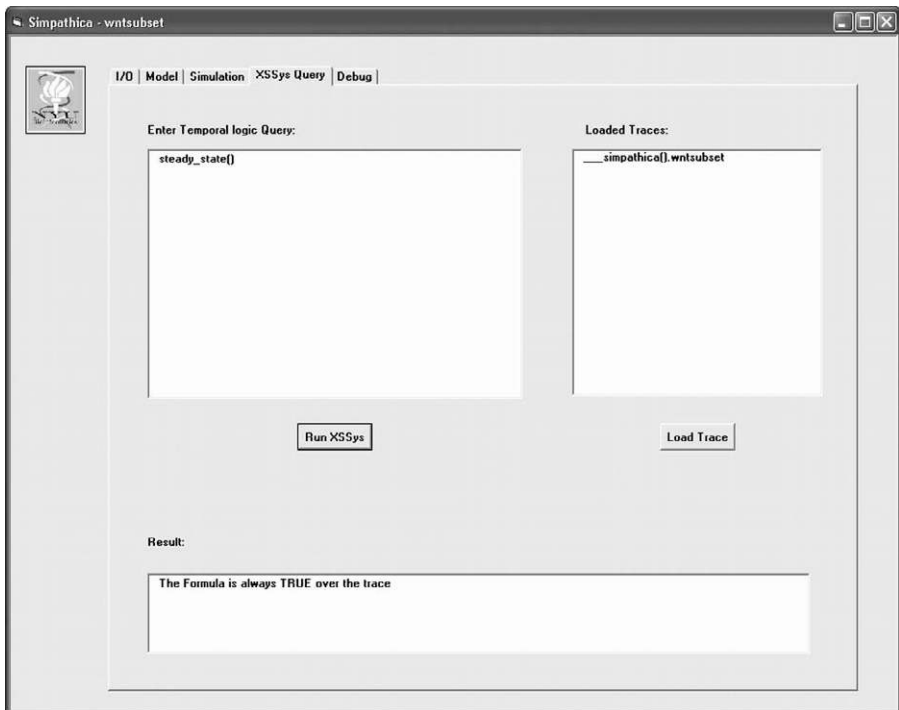 Simpathica - wntsubset
I/O Model Simulation XSSys Query Debug
NYU
Enter Temporal logic Query:
Loaded Traces:
steady_state()
___simpathica().wntsubset
Run XSSys
Load Trace
Result:
The Formula is always TRUE over the trace